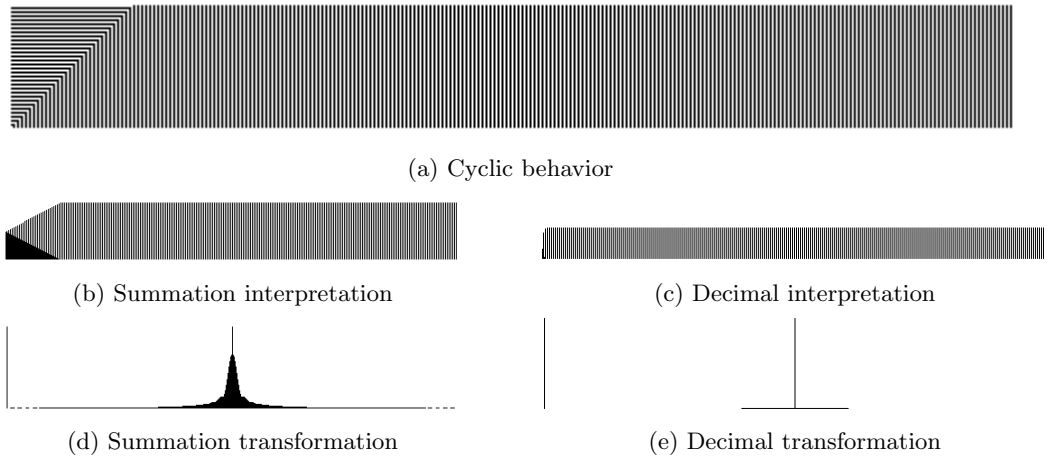 (a) Cyclic behavior
(b) Summation interpretation
(c) Decimal interpretation
(d) Summation transformation
(e) Decimal transformation